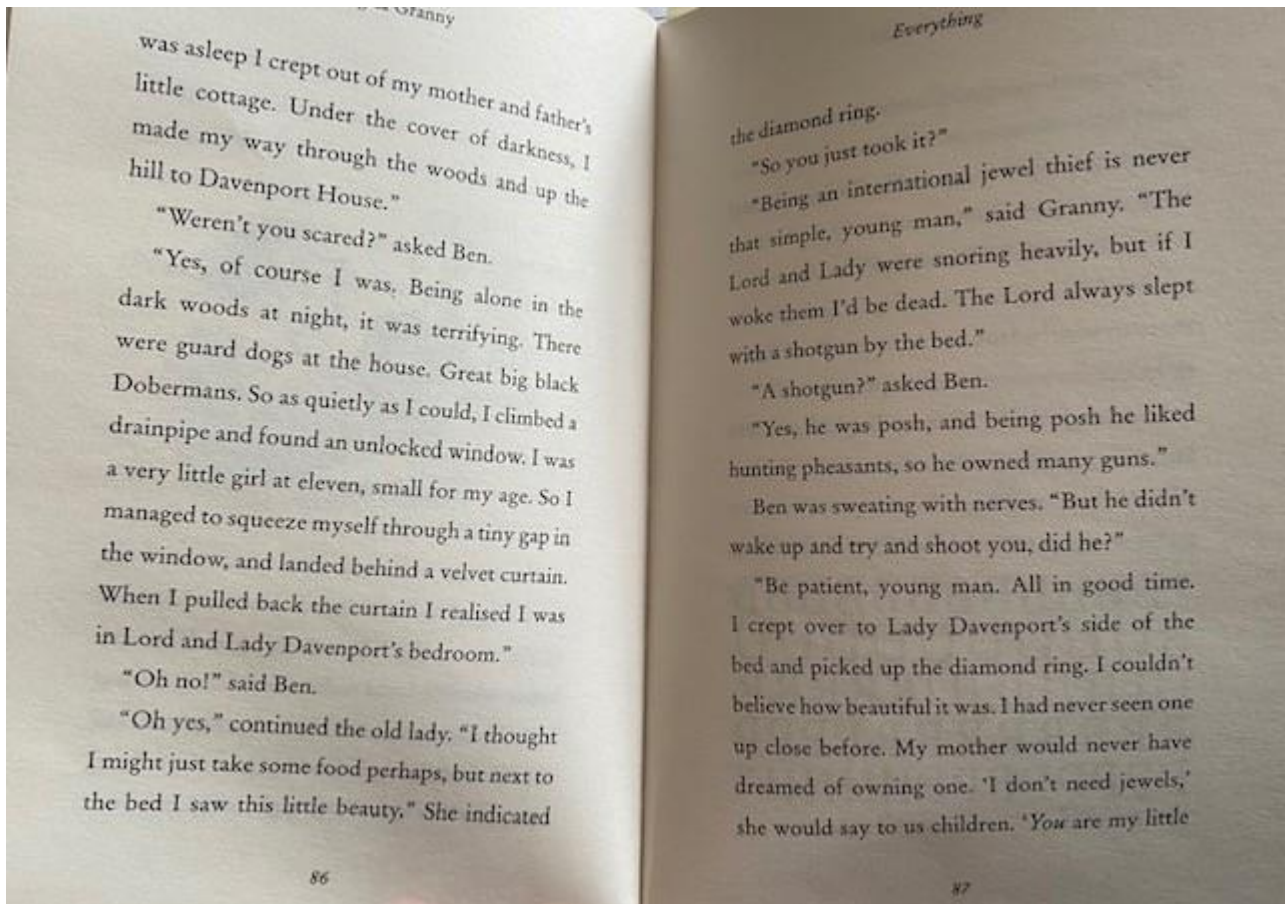 Granny
was asleep I crept out of my mother and father's
little cottage. Under the cover of darkness, I
made my way through the woods and up the
hill to Davenport House."
"Weren't you scared?" asked Ben.
"Yes, of course I was. Being alone in the
dark woods at night, it was terrifying. There
were guard dogs at the house. Great big black
Dobermans. So as quietly as I could, I climbed a
drainpipe and found an unlocked window. I was
a very little girl at eleven, small for my age. So I
managed to squeeze myself through a tiny gap in
the window, and landed behind a velvet curtain.
When I pulled back the curtain I realised I was
in Lord and Lady Davenport's bedroom."
"Oh no!" said Ben.
"Oh yes," continued the old lady. "I thought
I might just take some food perhaps, but next to
the bed I saw this little beauty." She indicated
86
Everything
the diamond ring.
"So you just took it?"
"Being an international jewel thief is never
that simple, young man," said Granny. "The
Lord and Lady were snoring heavily, but if I
woke them I'd be dead. The Lord always slept
with a shotgun by the bed."
"A shotgun?" asked Ben.
"Yes, he was posh, and being posh he liked
hunting pheasants, so he owned many guns."
Ben was sweating with nerves. "But he didn't
wake up and try and shoot you, did he?"
"Be patient, young man. All in good time.
I crept over to Lady Davenport's side of the
bed and picked up the diamond ring. I couldn't
believe how beautiful it was. I had never seen one
up close before. My mother would never have
dreamed of owning one. 'I don't need jewels,'
she would say to us children. 'You are my little
87